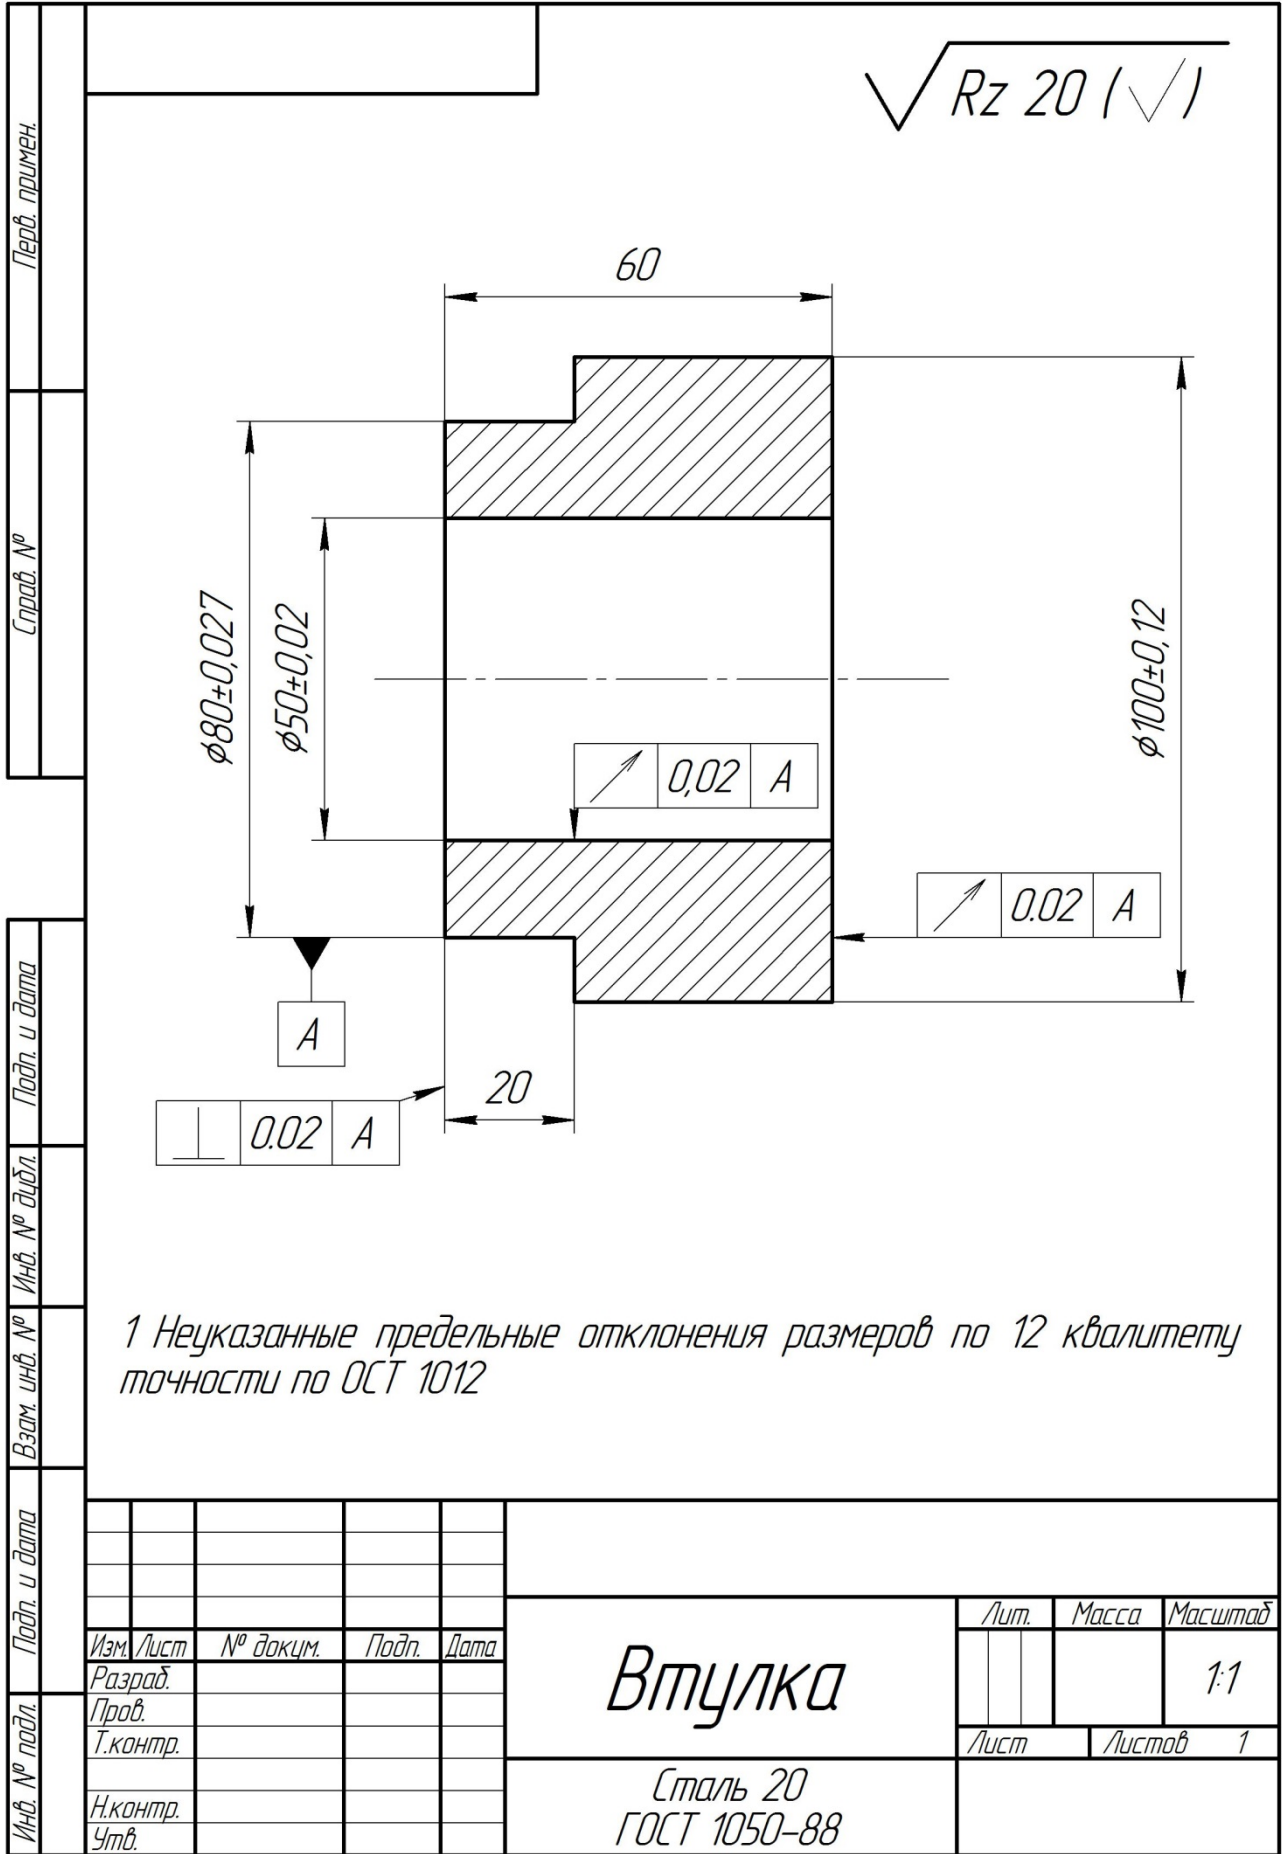 Rz 20 (√)
Перв. примен.
Справ. №
60
⌀80±0,027
⌀50±0,02
⌀100±0,12
0,02 А
0.02 А
А
20
⊥ 0.02 А
1 Неуказанные предельные отклонения размеров по 12 квалитету
точности по ОСТ 1012
Подп. и дата
Инв. № дубл.
Взам. инв. №
Подп. и дата
Инв. № подл.
Изм. Лист № докум. Подп. Дата
Разраб.
Пров.
Т.контр.
Н.контр.
Утв.
Втулка
Сталь 20
ГОСТ 1050-88
Лит. Масса Масштаб
1:1
Лист Листов 1